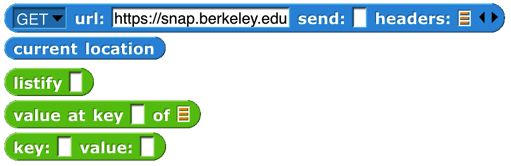 GET url: https://snap.berkeley.edu send: headers:
current location
listify
value at key of
key: value: